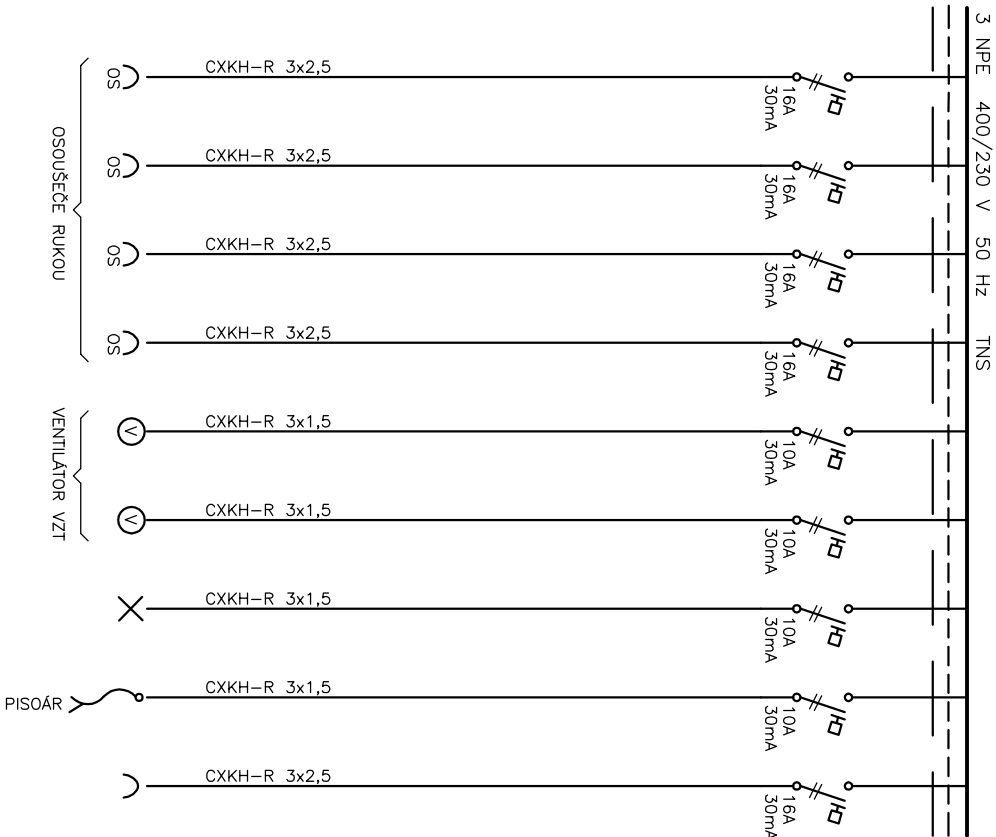 3 NPE 400/230 V 50 Hz TNS
CXKH-R 3x2,5
16A
30mA
OS
CXKH-R 3x2,5
16A
30mA
OS
CXKH-R 3x2,5
16A
30mA
OS
CXKH-R 3x2,5
16A
30mA
OS
OSOUŠEČE RUKOU
CXKH-R 3x1,5
10A
30mA
V
CXKH-R 3x1,5
10A
30mA
V
VENTILÁTOR VZT
CXKH-R 3x1,5
10A
30mA
CXKH-R 3x1,5
10A
30mA
PISOÁR
CXKH-R 3x2,5
16A
30mA